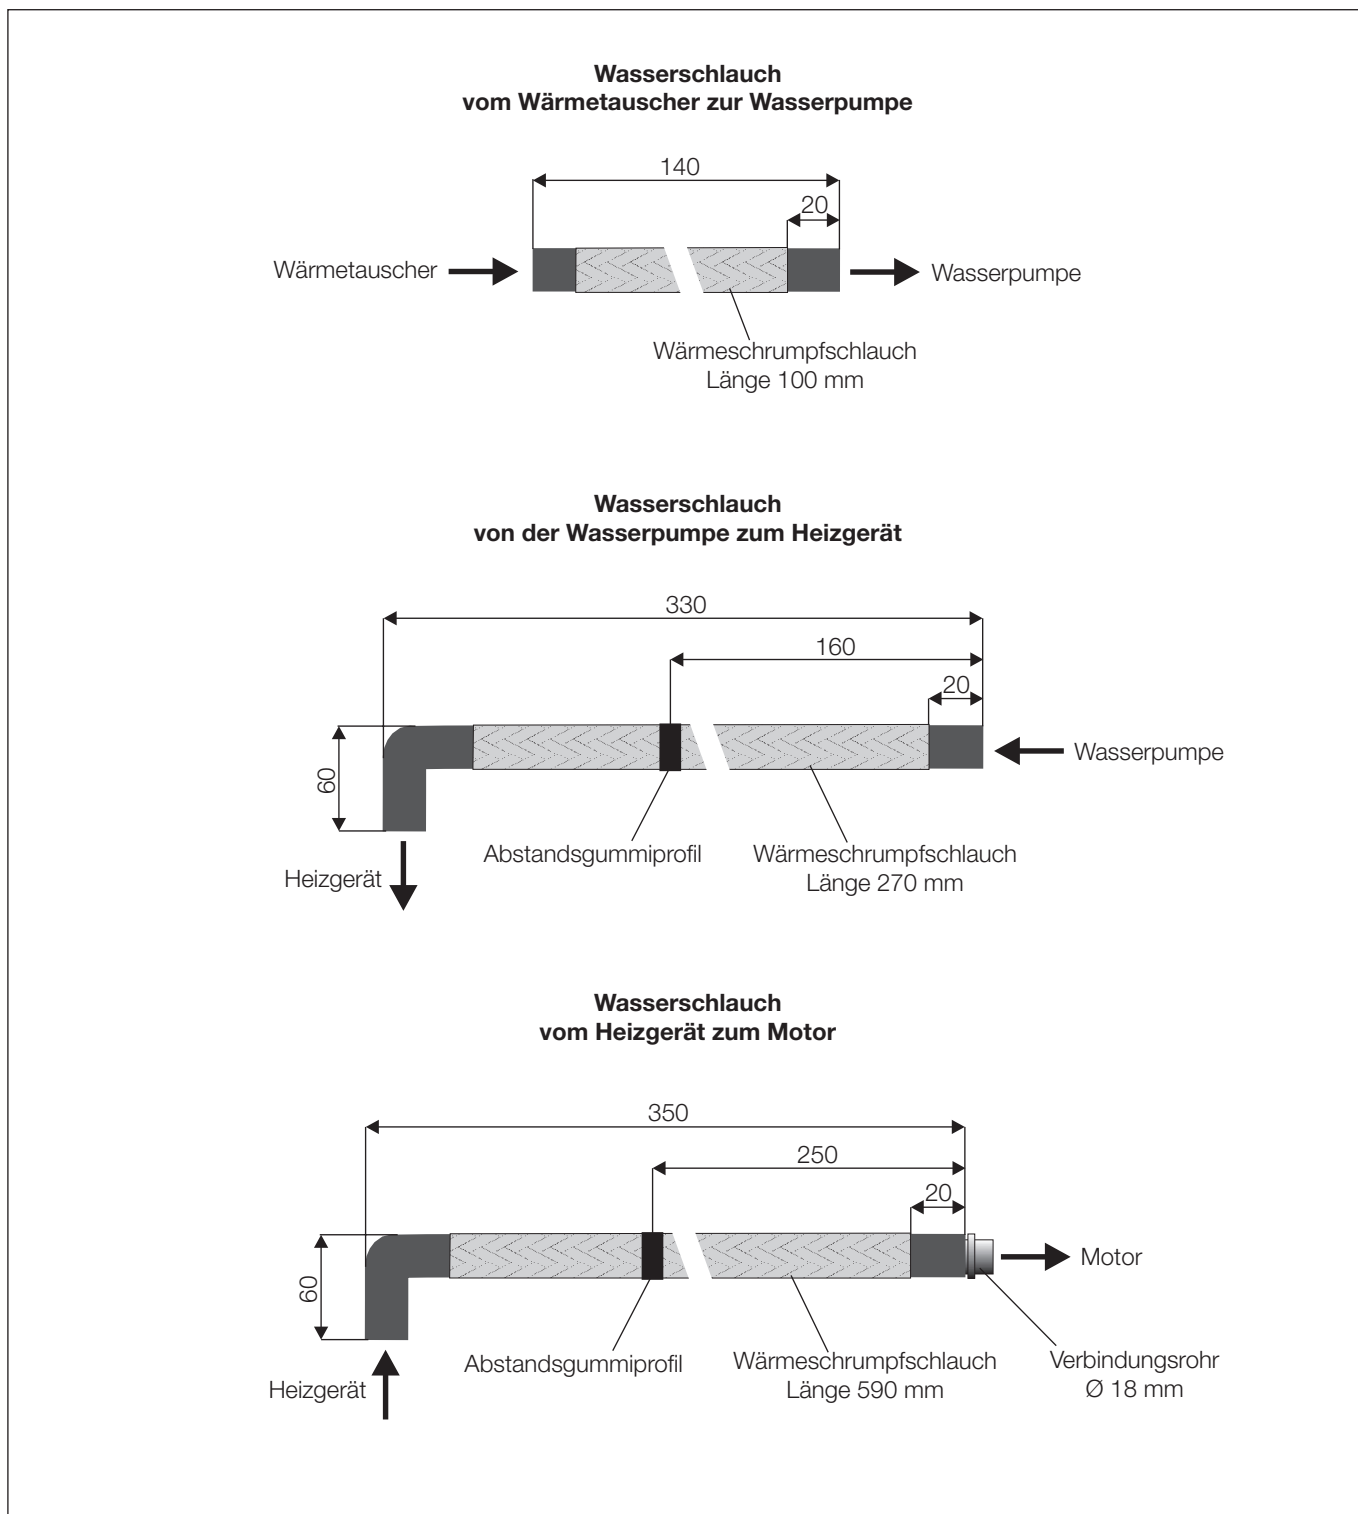 Wasserschlauch
vom Wärmetauscher zur Wasserpumpe
140
20
Wärmetauscher
Wasserpumpe
Wärmeschrumpfschlauch
Länge 100 mm
Wasserschlauch
von der Wasserpumpe zum Heizgerät
330
160
20
60
Wasserpumpe
Abstandsgummiprofil
Wärmeschrumpfschlauch
Länge 270 mm
Heizgerät
Wasserschlauch
vom Heizgerät zum Motor
350
250
20
60
Motor
Abstandsgummiprofil
Wärmeschrumpfschlauch
Länge 590 mm
Verbindungsrohr
Ø 18 mm
Heizgerät